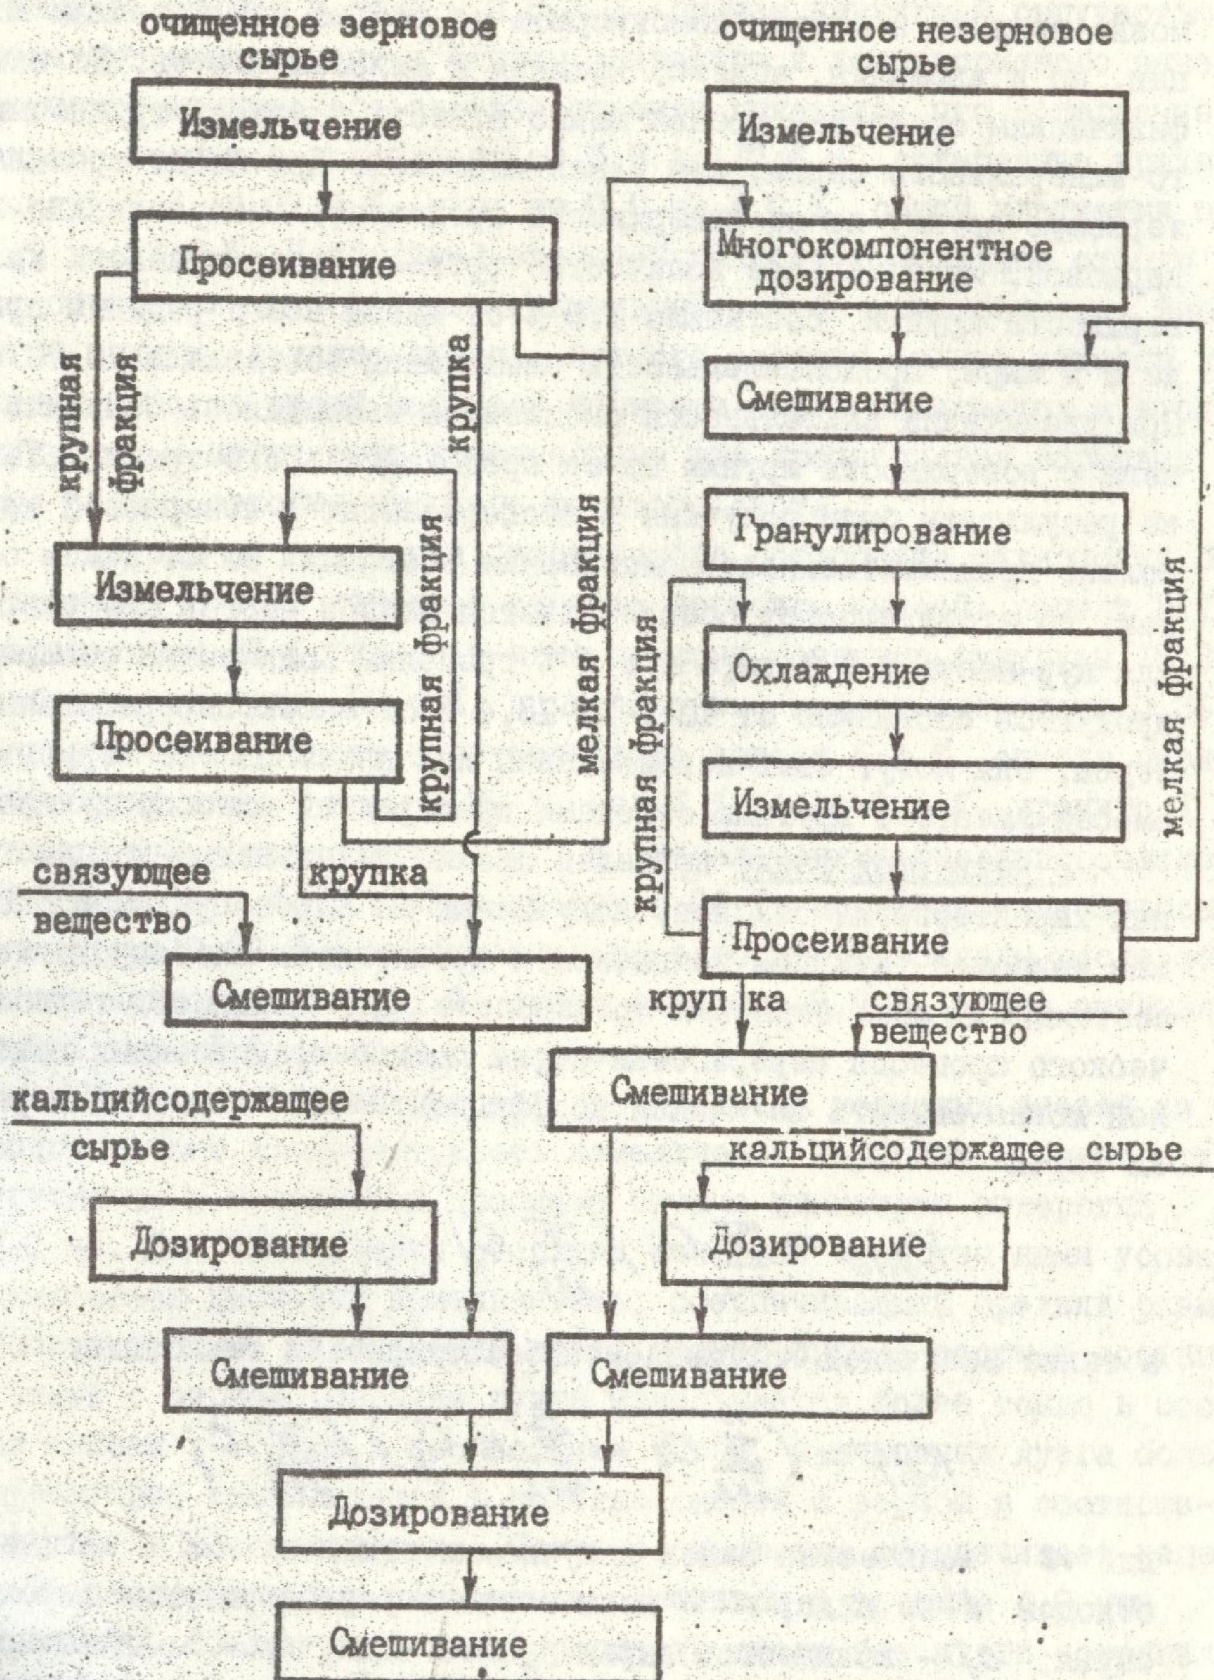 очищенное зерновое
сырье
Измельчение
Просеивание
крупная
фракция
крупка
Измельчение
крупная фракция
Просеивание
мелкая фракция
связующее
вещество
крупка
Смешивание
кальцийсодержащее
сырье
Дозирование
Смешивание
очищенное незерновое
сырье
Измельчение
Многокомпонентное
дозирование
Смешивание
Гранулирование
Охлаждение
крупная фракция
мелкая фракция
Измельчение
Просеивание
крупка
связующее
вещество
Смешивание
кальцийсодержащее сырье
Дозирование
Смешивание
Дозирование
Смешивание